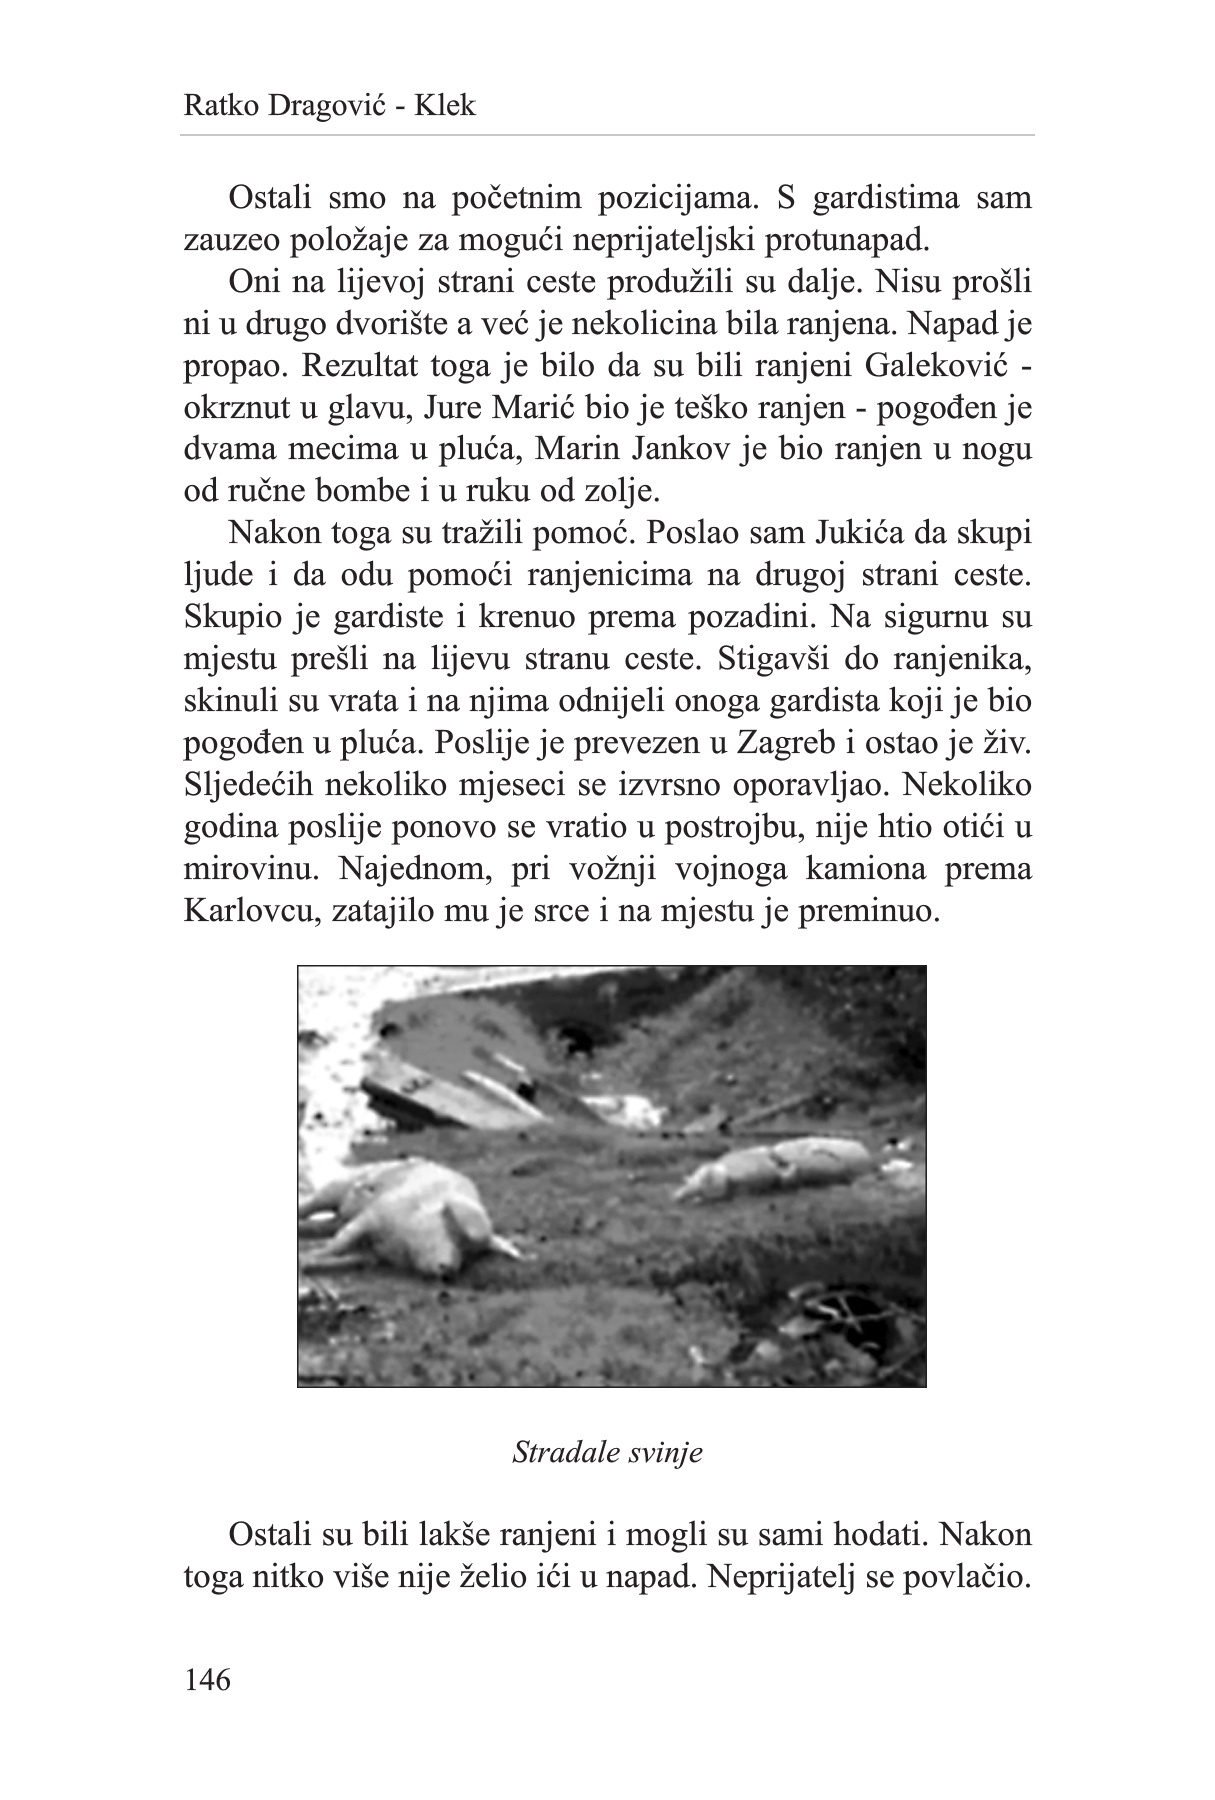 Ratko Dragović - Klek
Ostali smo na početnim pozicijama. S gardistima sam
zauzeo položaje za mogući neprijateljski protunapad.
Oni na lijevoj strani ceste produžili su dalje. Nisu prošli
ni u drugo dvorište a već je nekolicina bila ranjena. Napad je
propao. Rezultat toga je bilo da su bili ranjeni Galeković -
okrznut u glavu, Jure Marić bio je teško ranjen - pogođen je
dvama mecima u pluća, Marin Jankov je bio ranjen u nogu
od ručne bombe i u ruku od zolje.
Nakon toga su tražili pomoć. Poslao sam Jukića da skupi
ljude i da odu pomoći ranjenicima na drugoj strani ceste.
Skupio je gardiste i krenuo prema pozadini. Na sigurnu su
mjestu prešli na lijevu stranu ceste. Stigavši do ranjenika,
skinuli su vrata i na njima odnijeli onoga gardista koji je bio
pogođen u pluća. Poslije je prevezen u Zagreb i ostao je živ.
Sljedećih nekoliko mjeseci se izvrsno oporavljao. Nekoliko
godina poslije ponovo se vratio u postrojbu, nije htio otići u
mirovinu. Najednom, pri vožnji vojnoga kamiona prema
Karlovcu, zatajilo mu je srce i na mjestu je preminuo.
Stradale svinje
Ostali su bili lakše ranjeni i mogli su sami hodati. Nakon
toga nitko više nije želio ići u napad. Neprijatelj se povlačio.
146